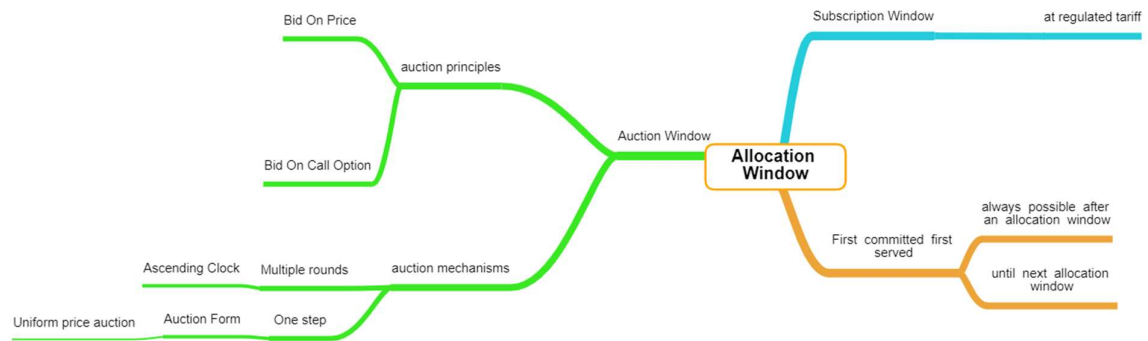 Bid On Price
auction principles
Bid On Call Option
Auction Window
Ascending Clock
Multiple rounds
auction mechanisms
Uniform price auction
Auction Form
One step
Allocation
Window
Subscription Window
at regulated tariff
First committed first
served
always possible after
an allocation window
until next allocation
window